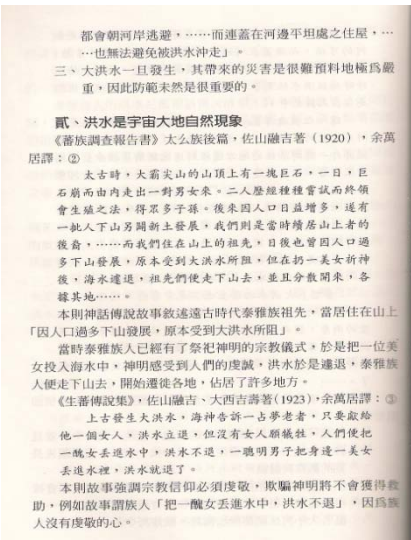 都會朝河岸逃避，……而連蓋在河邊平坦處之住屋，…
…也無法避免被洪水沖走」。
三、大洪水一旦發生，其帶來的災害是很難預料地極爲嚴
重，因此防範未然是很重要的。
貳、洪水是宇宙大地自然現象
《蕃族調查報告書》太么族後篇，佐山融吉著（1920），余萬
居譯：②
太古時，大霸尖山的山頂上有一塊巨石，一日，巨
石崩而由內走出一對男女來。二人歷經種種嘗試而終領
會生殖之法，得眾多子孫。後來因人口日益增多，遂有
一批人下山另闢新土發展，我們則是當時續居山上者的
後裔，……而我們住在山上的祖先，日後也曾因人口過
多下山發展，原本受到大洪水所阻，但在扔一美女祈神
後，海水遽退，祖先們便走下山去，並且分散開來，各
據其地……。
本則神話傳說故事敘述遠古時代泰雅族祖先，當居住在山上
「因人口過多下山發展，原本受到大洪水所阻」。
當時泰雅族人已經有了祭祀神明的宗教儀式，於是把一位美
女投入海水中，神明感受到人們的虔誠，洪水於是遽退，泰雅族
人便走下山去，開始遷徙各地，佔居了許多地方。
《生蕃傳說集》，佐山融吉、大西吉壽著（1923），余萬居譯：③
上古發生大洪水，海神告訴一占夢老者，只要獻給
他一個女人，洪水立退，但沒有女人願犧牲，人們便把
一醜女丟進水中，洪水不退，一聰明男子把身邊一美女
丟進水裡，洪水就退了。
本則故事強調宗教信仰必須虔敬，欺騙神明將不會獲得救
助，例如故事謂族人「把一醜女丟進水中，洪水不退」，因爲族
人沒有虔敬的心。